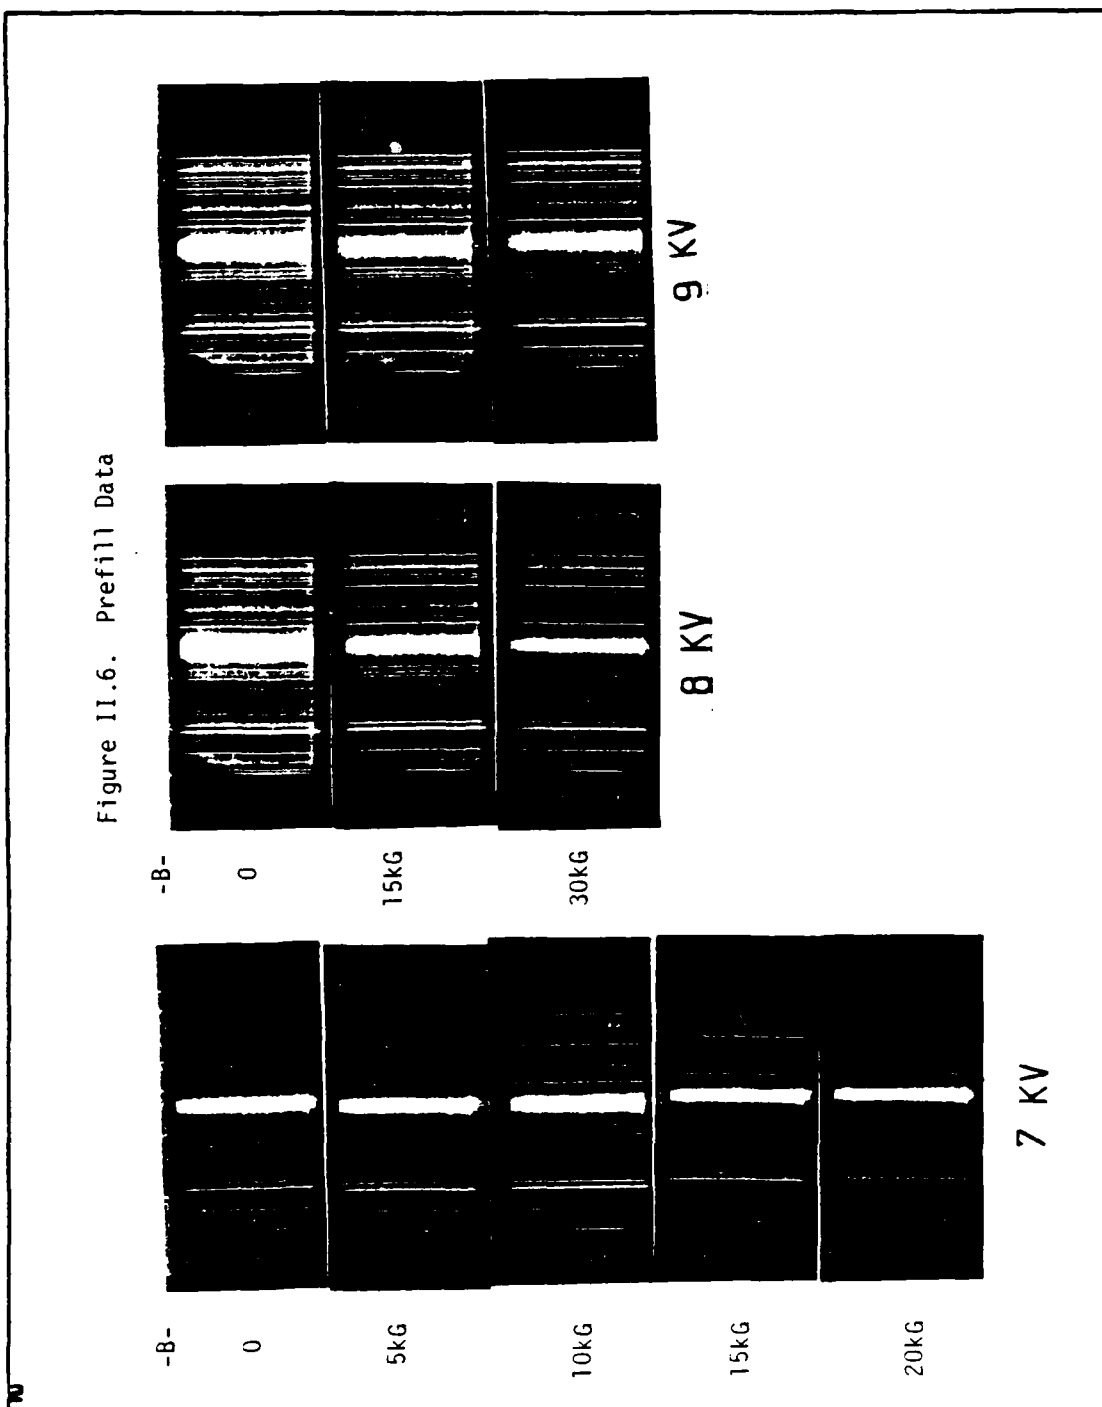 Figure II.6. Prefill Data
-B-
0
5kG
10kG
15kG
20kG
7 KV
-B-
0
15kG
30kG
8 KV
9 KV